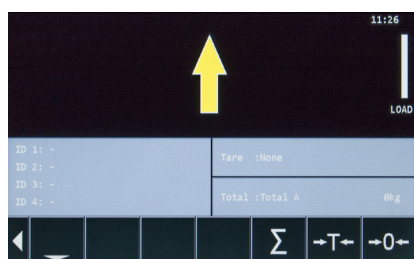 11:26
LOAD
ID 1: -
ID 2: -
ID 3: -
ID 4: -
Tare :None
Total :Total A 0kg
Σ →T← →0←